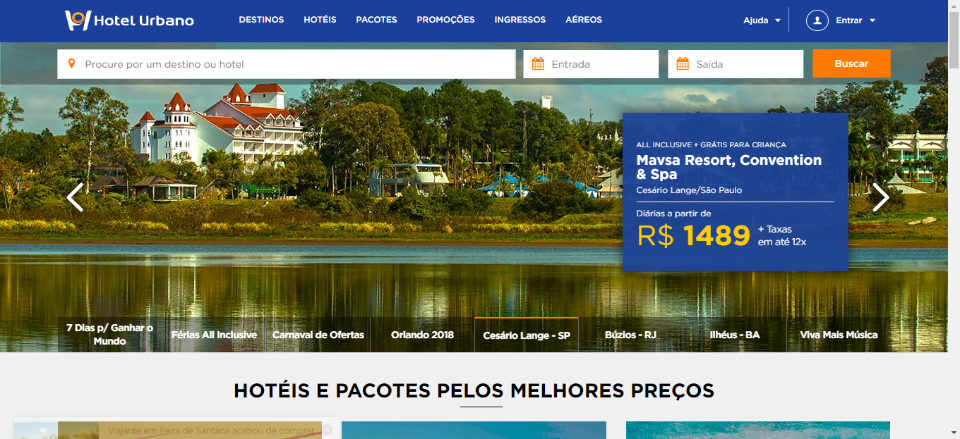 Hotel Urbano
DESTINOS HOTÉIS PACOTES PROMOÇÕES INGRESSOS AÉREOS
Ajuda Entrar
Procure por um destino ou hotel
Entrada
Saída
Buscar
ALL INCLUSIVE + GRÁTIS PARA CRIANÇA
Mavsa Resort, Convention
& Spa
Cesário Lange/São Paulo
Diárias a partir de
R$ 1489 + Taxas
em até 12x
7 Dias p/ Ganhar o
Mundo
Férias All Inclusive
Carnaval de Ofertas
Orlando 2018
Cesário Lange - SP
Búzios - RJ
Ilhéus - BA
Viva Mais Música
HOTÉIS E PACOTES PELOS MELHORES PREÇOS
Viajante em Feira de Santana acabou de comprar